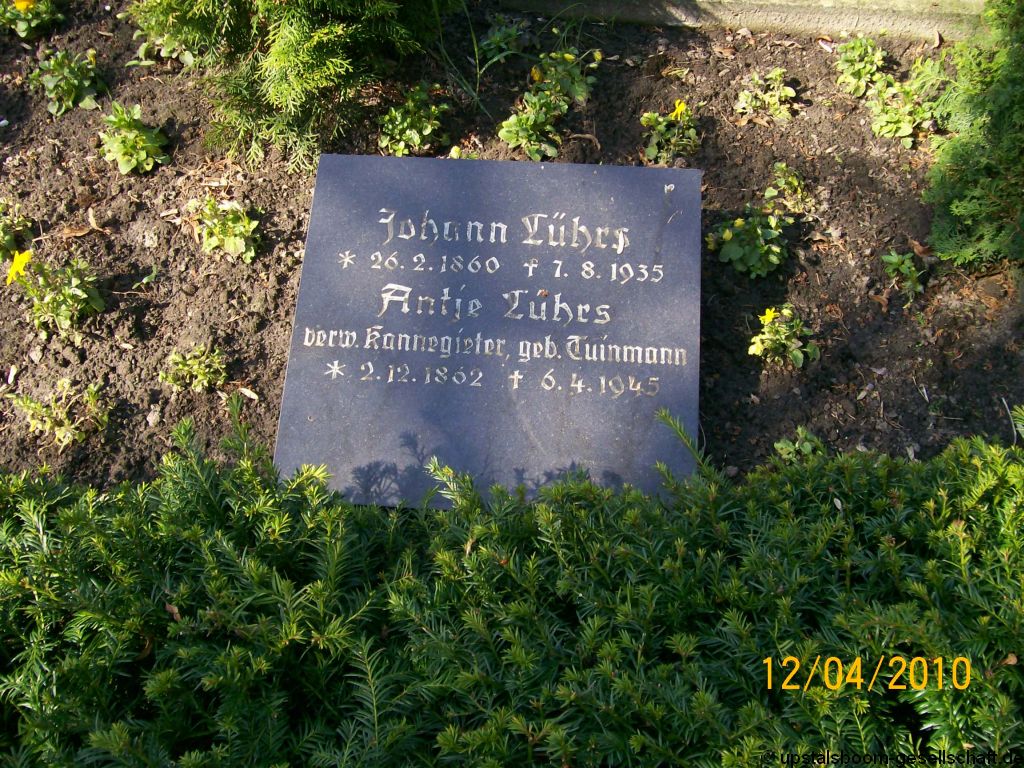 Johann Lührs
* 26.2.1860 † 7.8.1935
Antje Lührs
verw. Kannegieter, geb. Tuinmann
* 2.12.1862 † 6.4.1945
12/04/2010
© upstalsboom-gesellschaft.de